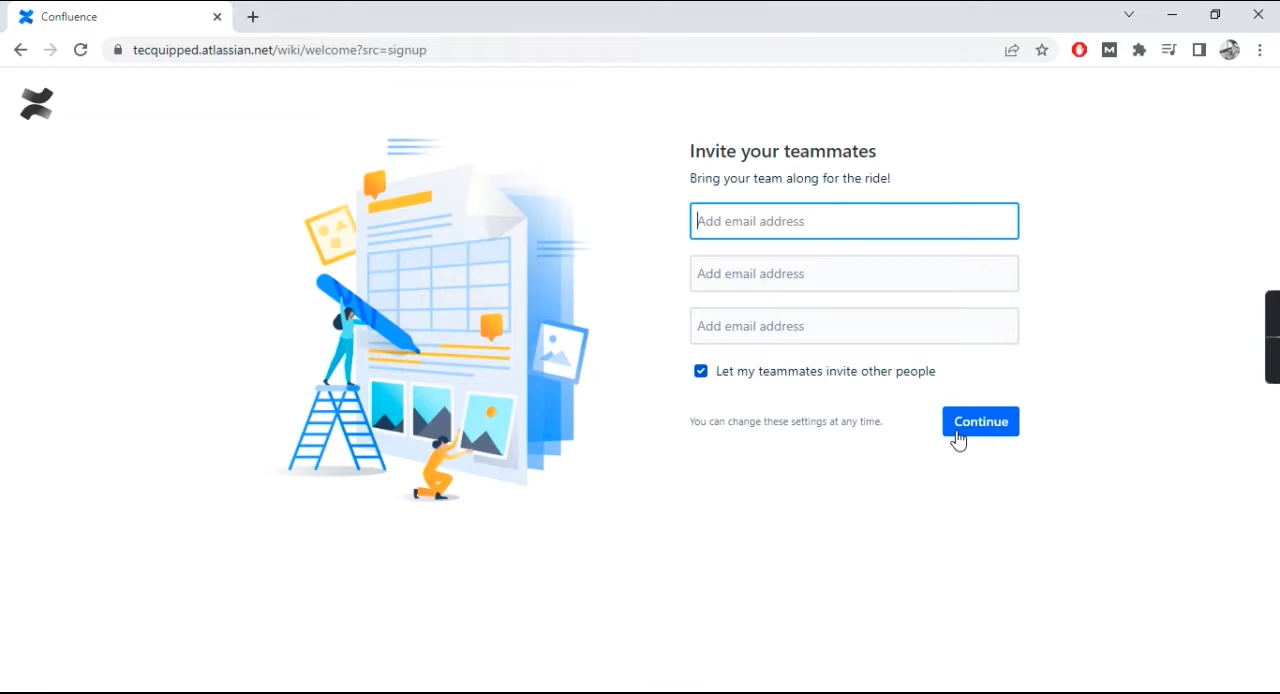 Confluence
tecquipped.atlassian.net/wiki/welcome?src=signup
M
Invite your teammates
Bring your team along for the ride!
Add email address
Add email address
Add email address
Let my teammates invite other people
You can change these settings at any time.
Continue